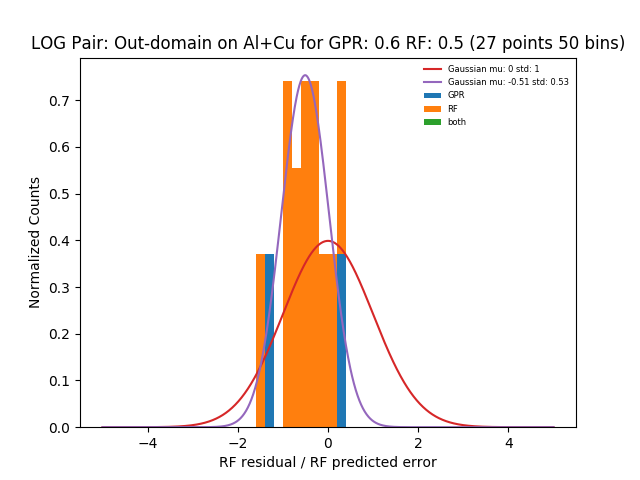 LOG Pair: Out-domain on Al+Cu for GPR: 0.6 RF: 0.5 (27 points 50 bins)
Gaussian mu: 0 std: 1
Gaussian mu: -0.51 std: 0.53
GPR
RF
both
Normalized Counts
0.7
0.6
0.5
0.4
0.3
0.2
0.1
0.0
−4
−2
0
2
4
RF residual / RF predicted error